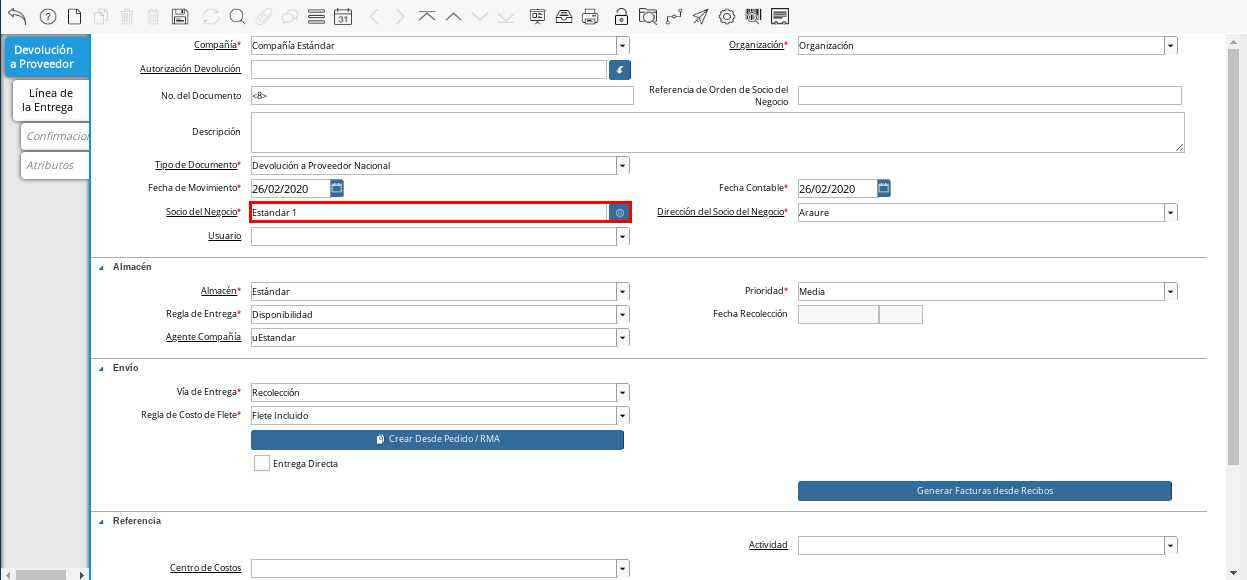 31
Devolución
a Proveedor
Línea de
la Entrega
Confirmacion
Atributos
Compañía* Compañía Estándar
Organización* Organización
Autorización Devolución
No. del Documento <8>
Referencia de Orden de Socio del
Negocio
Descripción
Tipo de Documento* Devolución a Proveedor Nacional
Fecha de Movimiento* 26/02/2020
Fecha Contable* 26/02/2020
Socio del Negocio* Estandar 1
Dirección del Socio del Negocio* Araure
Usuario
Almacén
Almacén* Estándar
Prioridad* Media
Regla de Entrega* Disponibilidad
Fecha Recolección
Agente Compañía uEstandar
Envío
Vía de Entrega* Recolección
Regla de Costo de Flete* Flete Incluido
Crear Desde Pedido / RMA
Entrega Directa
Generar Facturas desde Recibos
Referencia
Actividad
Centro de Costos